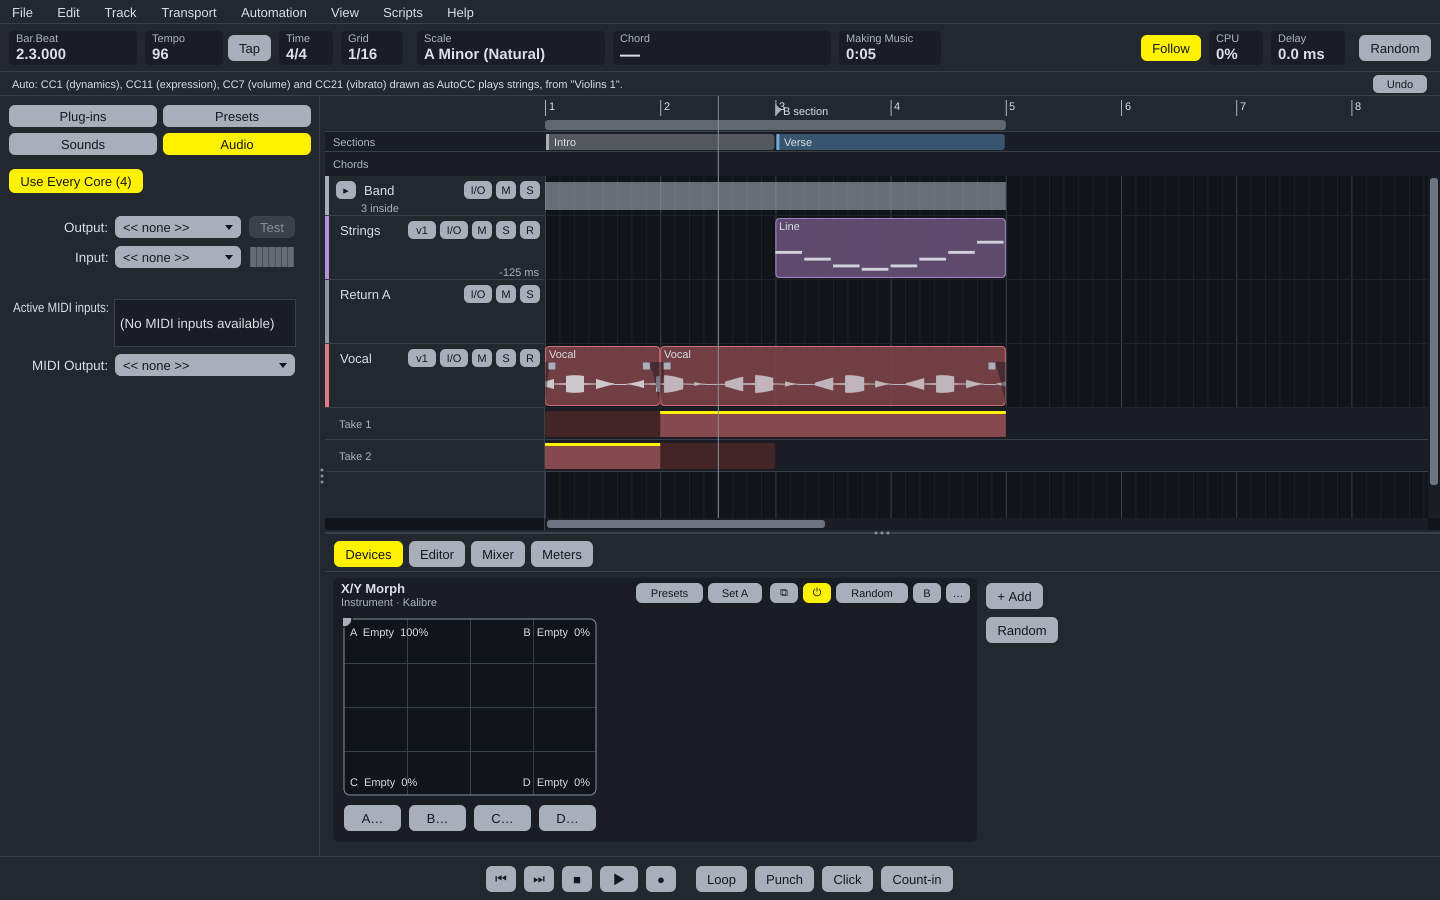 File Edit Track Transport Automation View Scripts Help
Bar.Beat Tempo Time Grid Scale Chord Making Music CPU Delay
2.3.000 96 Tap 4/4 1/16 A Minor (Natural) — 0:05 Follow 0% 0.0 ms Random
Auto: CC1 (dynamics), CC11 (expression), CC7 (volume) and CC21 (vibrato) drawn as AutoCC plays strings, from "Violins 1". Undo
Plug-ins Presets
Sounds Audio
Use Every Core (4)
Output: << none >> Test
Input: << none >>
Active MIDI inputs:
(No MIDI inputs available)
MIDI Output: << none >>
1 2 3 4 5 6 7 8
B section
Sections Intro Verse
Chords
Band I/O M S
3 inside
Strings v1 I/O M S R Line
-125 ms
Return A I/O M S
Vocal v1 I/O M S R Vocal Vocal
Take 1
Take 2
Devices Editor Mixer Meters
X/Y Morph Presets Set A Random B … + Add
Instrument · Kalibre
Random
A Empty 100% B Empty 0%
C Empty 0% D Empty 0%
A… B… C… D…
Loop Punch Click Count-in